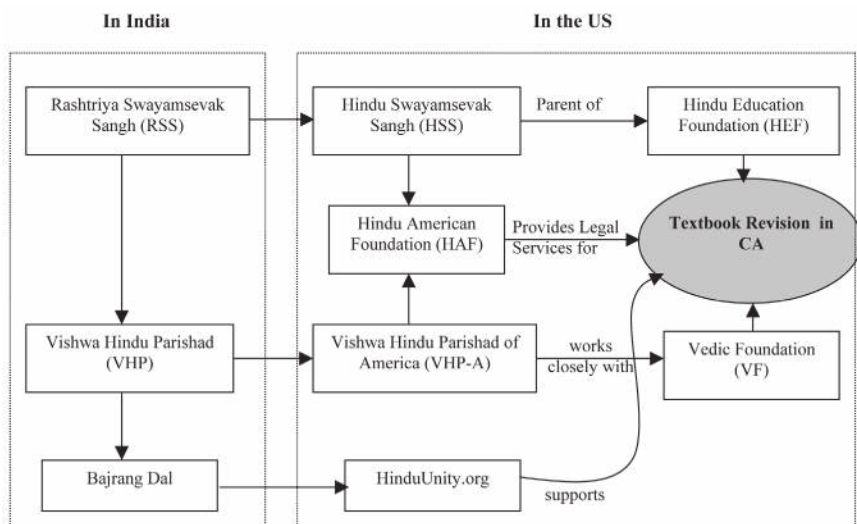 In India
In the US
Rashtriya Swayamsevak
Sangh (RSS)
Hindu Swayamsevak
Sangh (HSS)
Parent of
Hindu Education
Foundation (HEF)
Hindu American
Foundation (HAF)
Provides Legal
Services for
Textbook Revision in
CA
Vishwa Hindu Parishad
(VHP)
Vishwa Hindu Parishad of
America (VHP-A)
works
closely with
Vedic Foundation
(VF)
Bajrang Dal
HinduUnity.org
supports